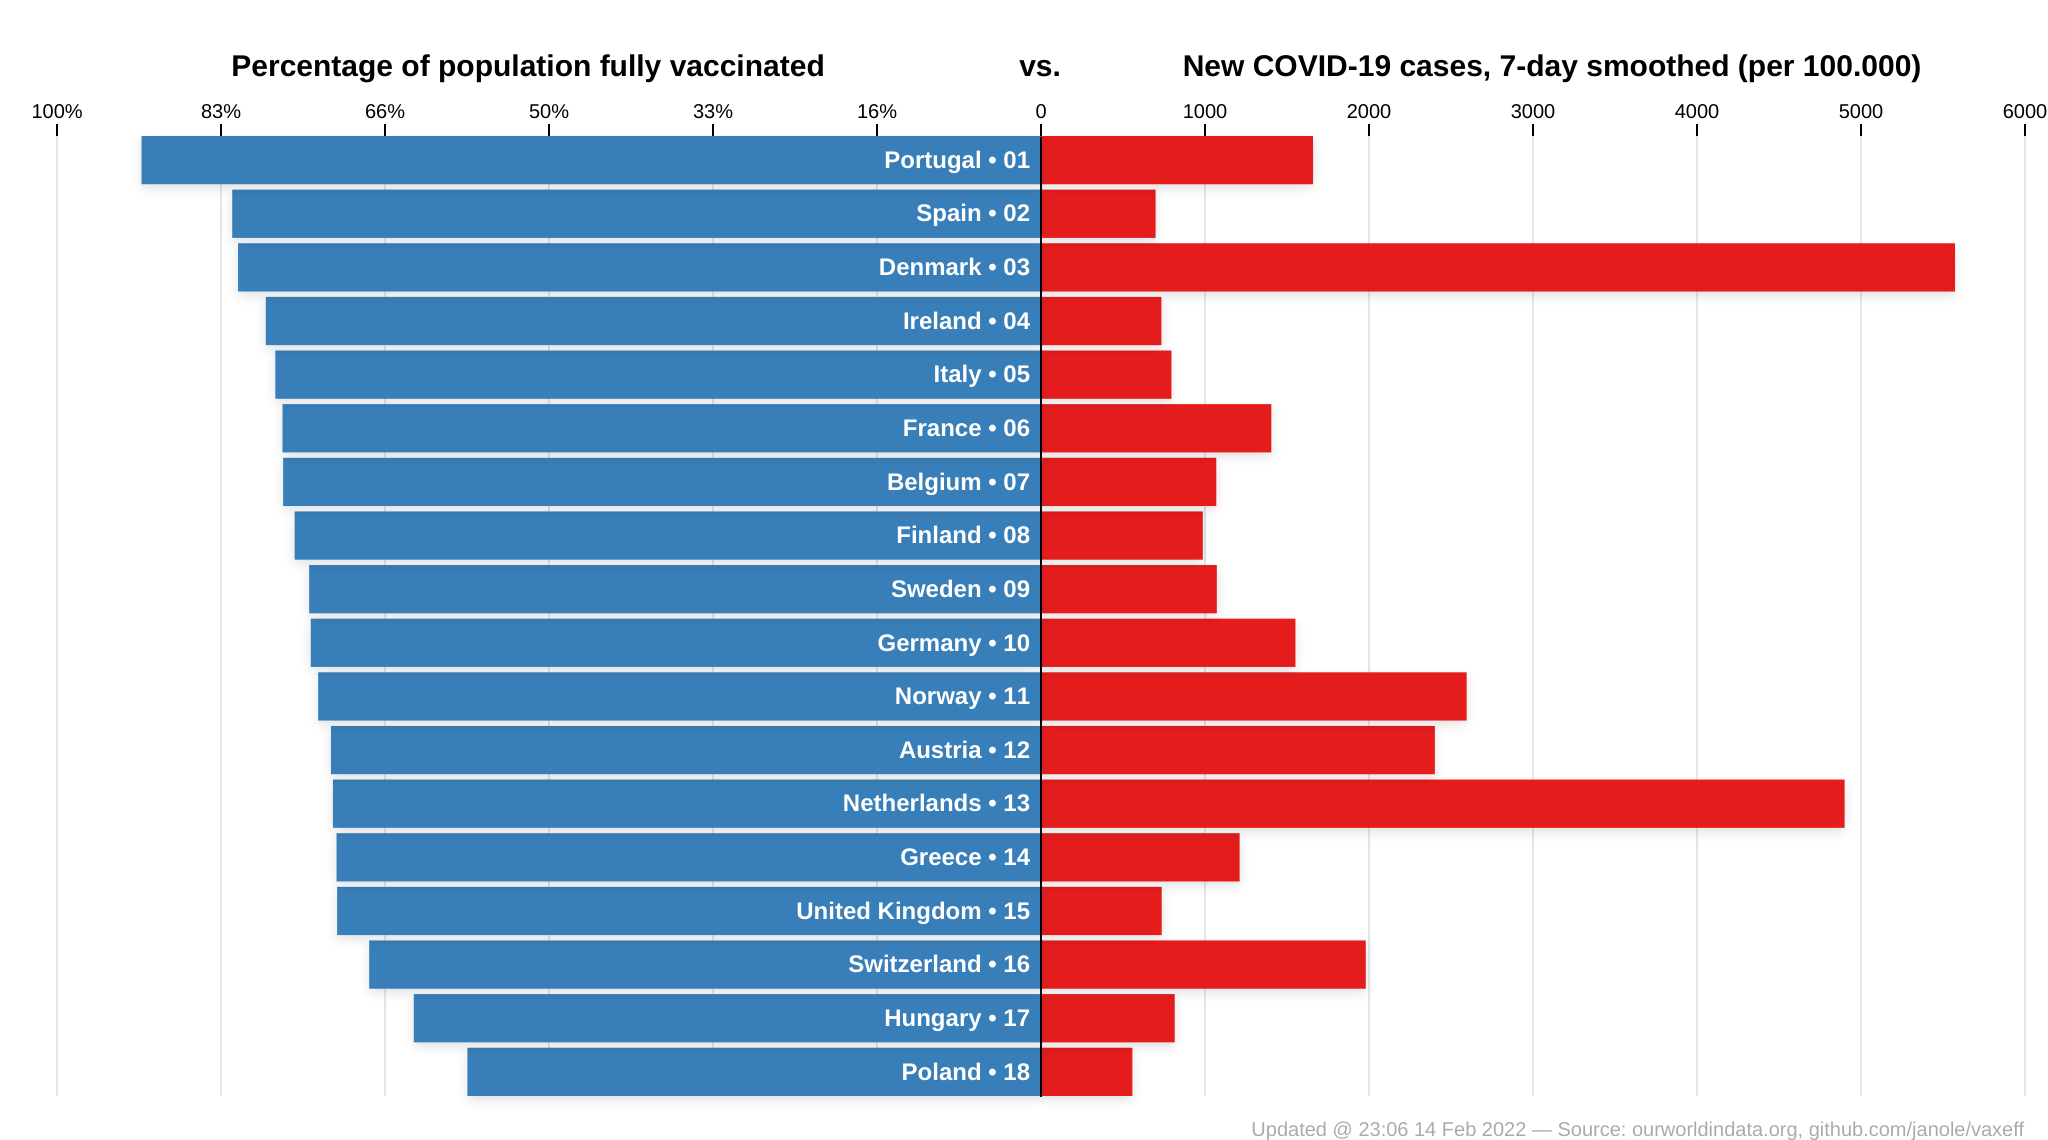 Percentage of population fully vaccinated vs. New COVID-19 cases, 7-day smoothed (per 100.000)
100% 83% 66% 50% 33% 16% 0 1000 2000 3000 4000 5000 6000
Portugal • 01
Spain • 02
Denmark • 03
Ireland • 04
Italy • 05
France • 06
Belgium • 07
Finland • 08
Sweden • 09
Germany • 10
Norway • 11
Austria • 12
Netherlands • 13
Greece • 14
United Kingdom • 15
Switzerland • 16
Hungary • 17
Poland • 18
Updated @ 23:06 14 Feb 2022 — Source: ourworldindata.org, github.com/janole/vaxeff